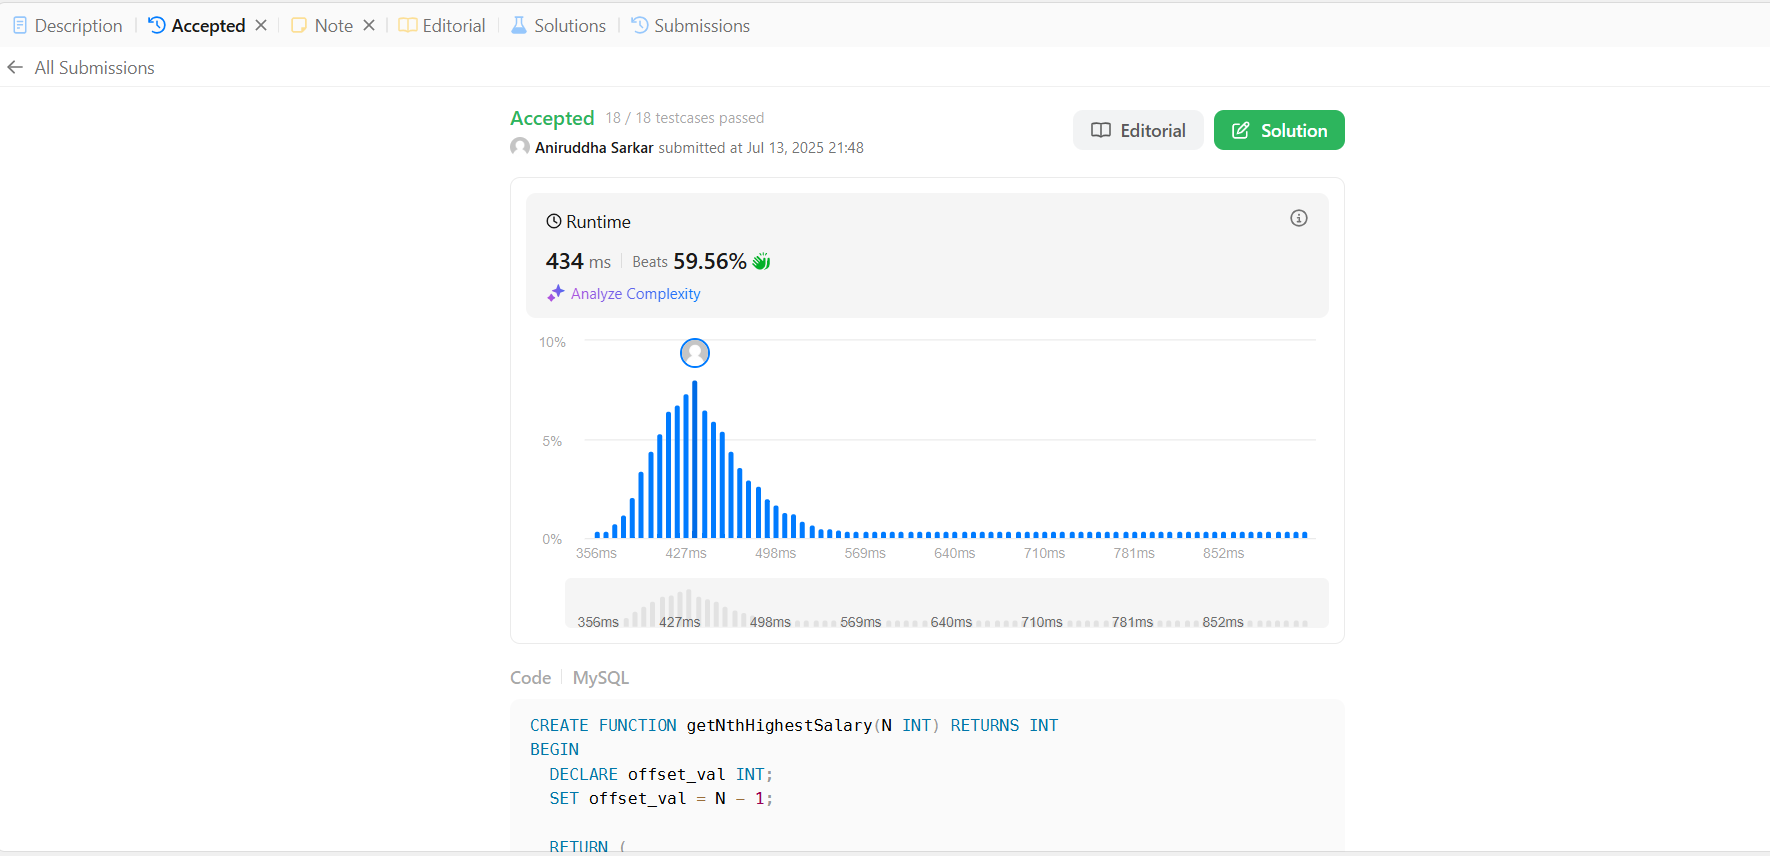 Description Accepted Note Editorial Solutions Submissions
All Submissions
Accepted 18 / 18 testcases passed
Aniruddha Sarkar submitted at Jul 13, 2025 21:48
Editorial
Solution
Runtime
434 ms Beats 59.56%
Analyze Complexity
10%
5%
0%
356ms 427ms 498ms 569ms 640ms 710ms 781ms 852ms
356ms 427ms 498ms 569ms 640ms 710ms 781ms 852ms
Code MySQL
CREATE FUNCTION getNthHighestSalary(N INT) RETURNS INT
BEGIN
DECLARE offset_val INT;
SET offset_val = N - 1;
RETURN (